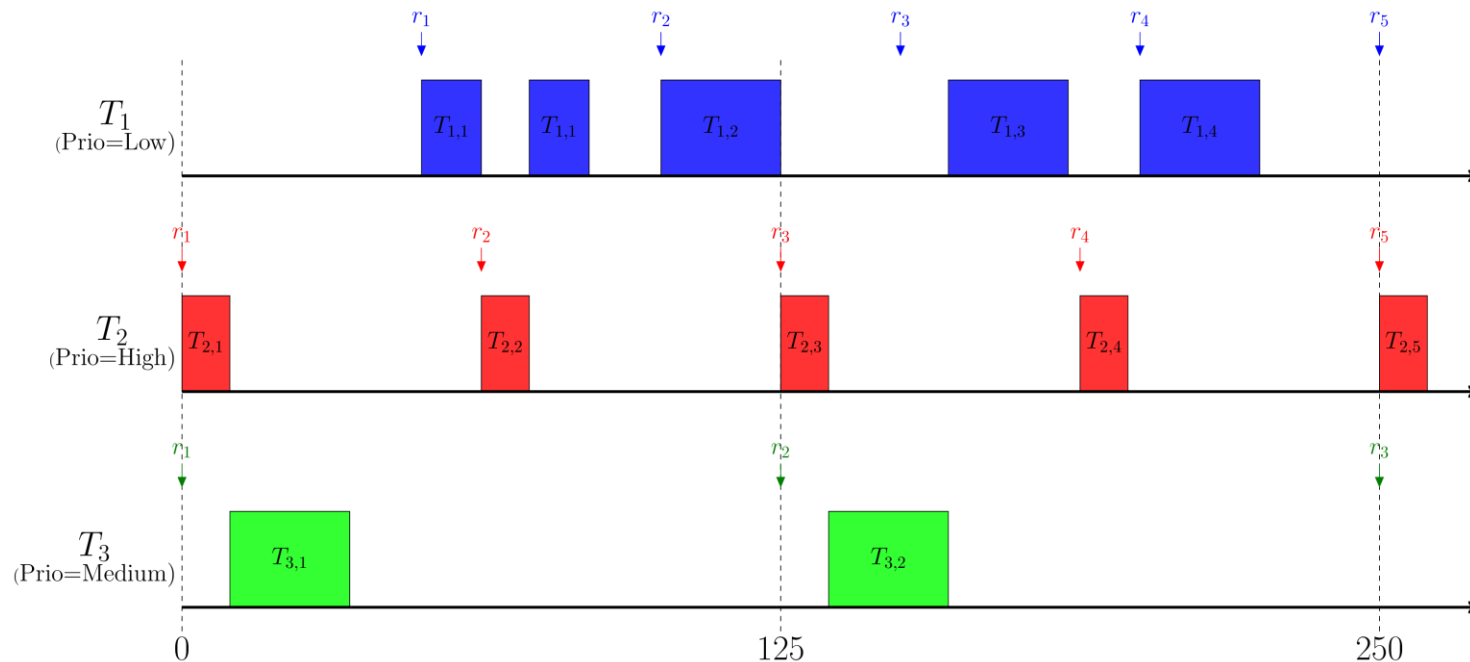 r1 r2 r3 r4 r5
T1
(Prio=Low)
T1,1 T1,1 T1,2 T1,3 T1,4
r1 r2 r3 r4 r5
T2
(Prio=High)
T2,1 T2,2 T2,3 T2,4 T2,5
r1 r2 r3
T3
(Prio=Medium)
T3,1 T3,2
0 125 250